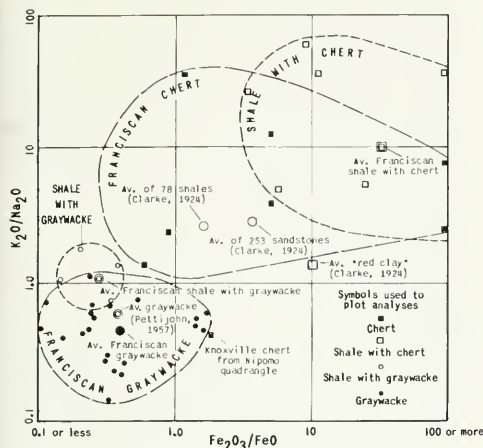 100
10
1.0
0.1
K2O/Na2O
FRANCISCAN CHERT
SHALE WITH CHERT
SHALE
WITH
GRAYWACKE
Av. of 78 shales
(Clarke, 1924)
Av. Franciscan
shale with chert
Av. of 253 sandstones
(Clarke, 1924)
Av. "red clay"
(Clarke, 1924)
Av. Franciscan shale with graywacke
Av. graywacke
(Pettijohn,
1957)
Av. Franciscan
graywacke
FRANCISCAN GRAYWACKE
Knoxville chert
from Nipomo
quadrangle
Symbols used to
plot analyses
Chert
Shale with chert
Shale with graywacke
Graywacke
0.1 or less
1.0
10
100 or more
Fe2O3/FeO